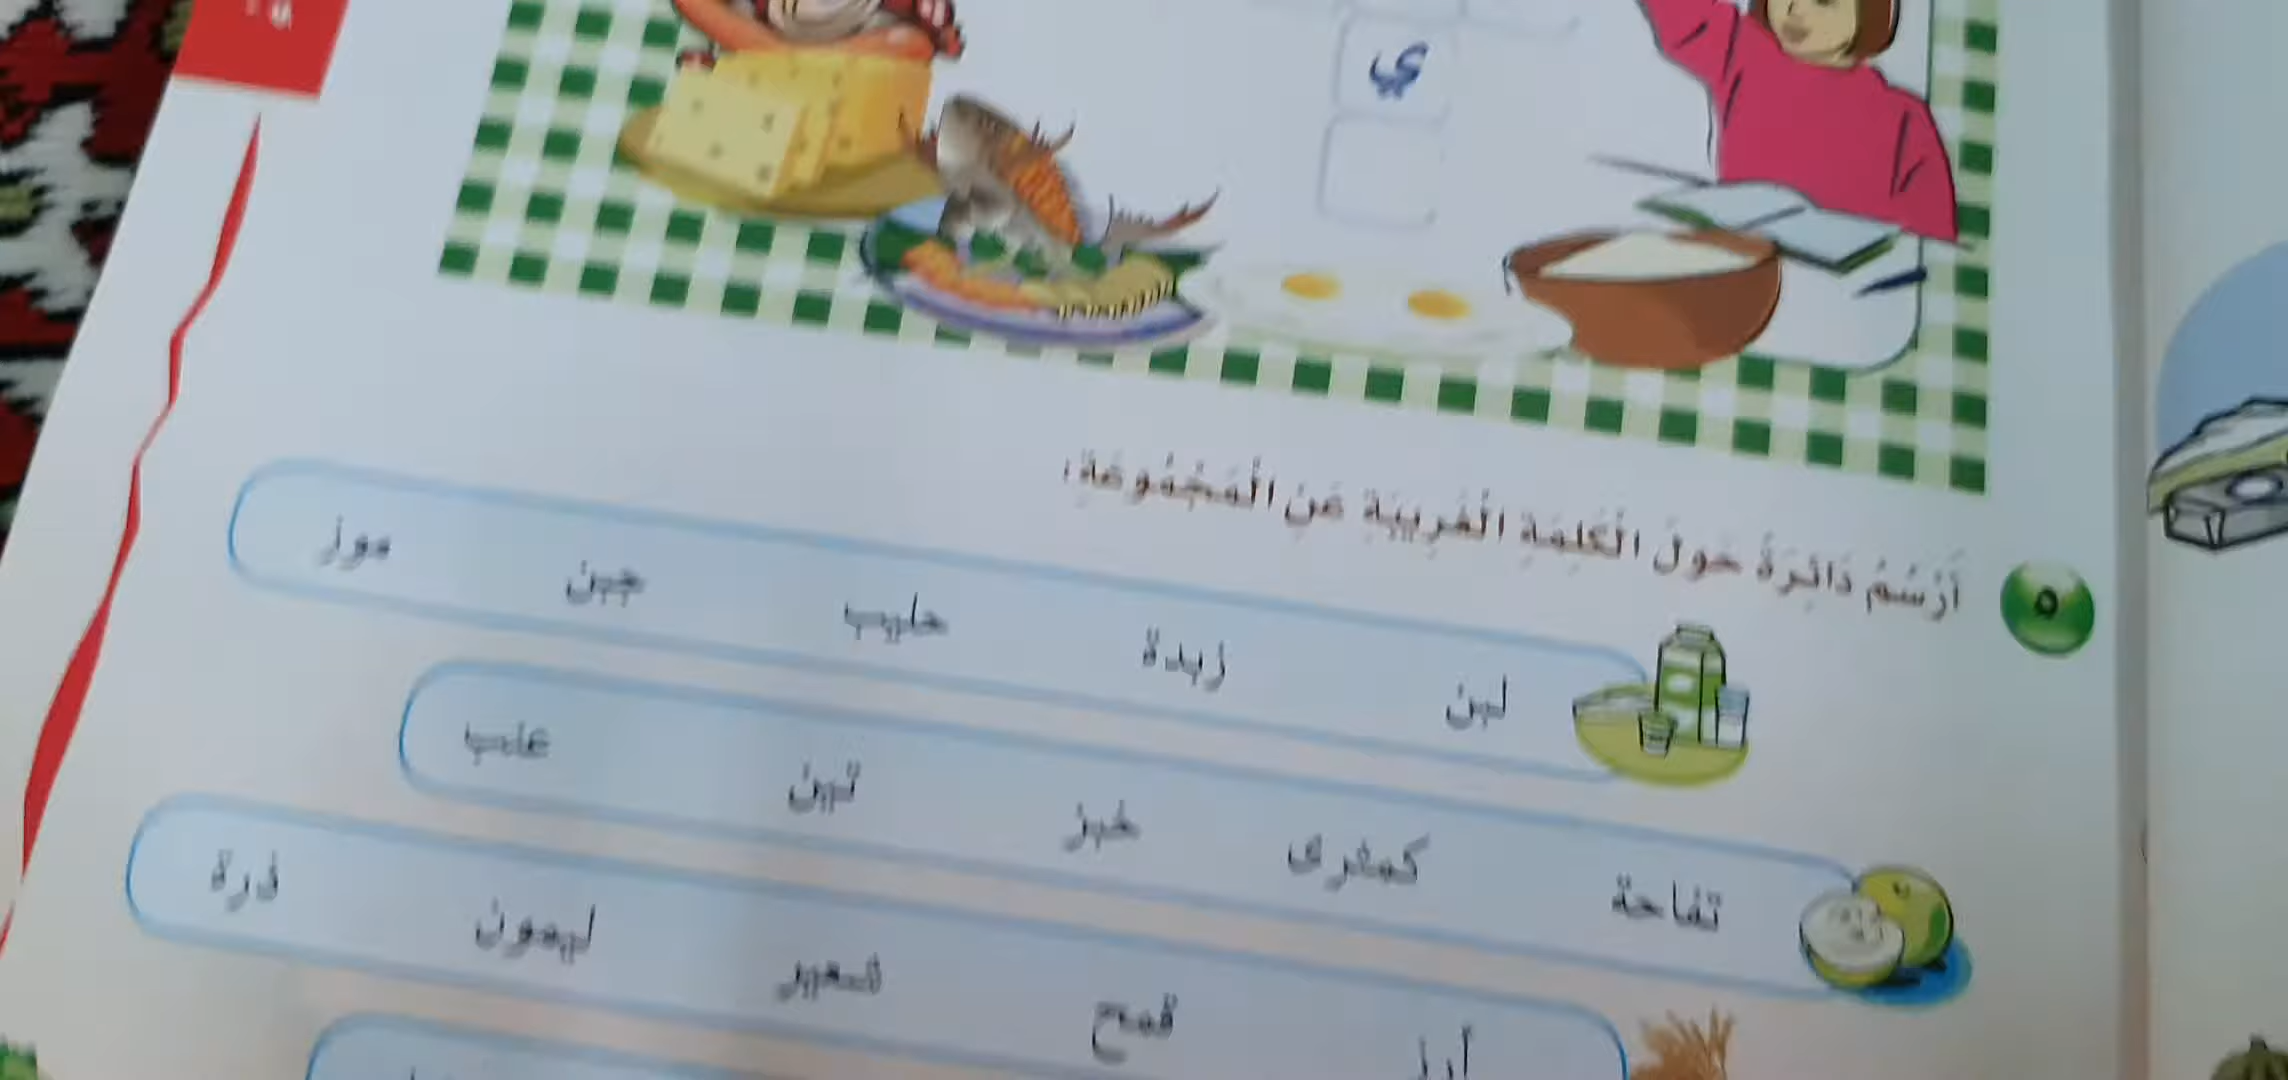 ي
٥ أَرْسُمُ دَائِرَةً حَولَ الْكَلِمَةِ الْغَرِيبَةِ عَنِ الْمَجْمُوعَةِ:
لبن زبدة حليب جبن موز
تفاحة كمثرى خبز تين عنب
أرز قمح شعير ليمون ذرة